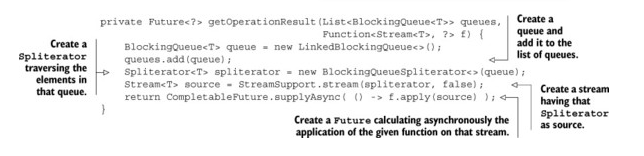 private Future<?> getOperationResult(List<BlockingQueue<T>> queues,
Function<Stream<T>, ?> f) {
BlockingQueue<T> queue = new LinkedBlockingQueue<>();
queues.add(queue);
Spliterator<T> spliterator = new BlockingQueueSpliterator<>(queue);
Stream<T> source = StreamSupport.stream(spliterator, false);
return CompletableFuture.supplyAsync( () -> f.apply(source) );
}
Create a
queue and
add it to the
list of queues.
Create a
Spliterator
traversing the
elements in
that queue.
Create a stream
having that
Spliterator
as source.
Create a Future calculating asynchronously the
application of the given function on that stream.